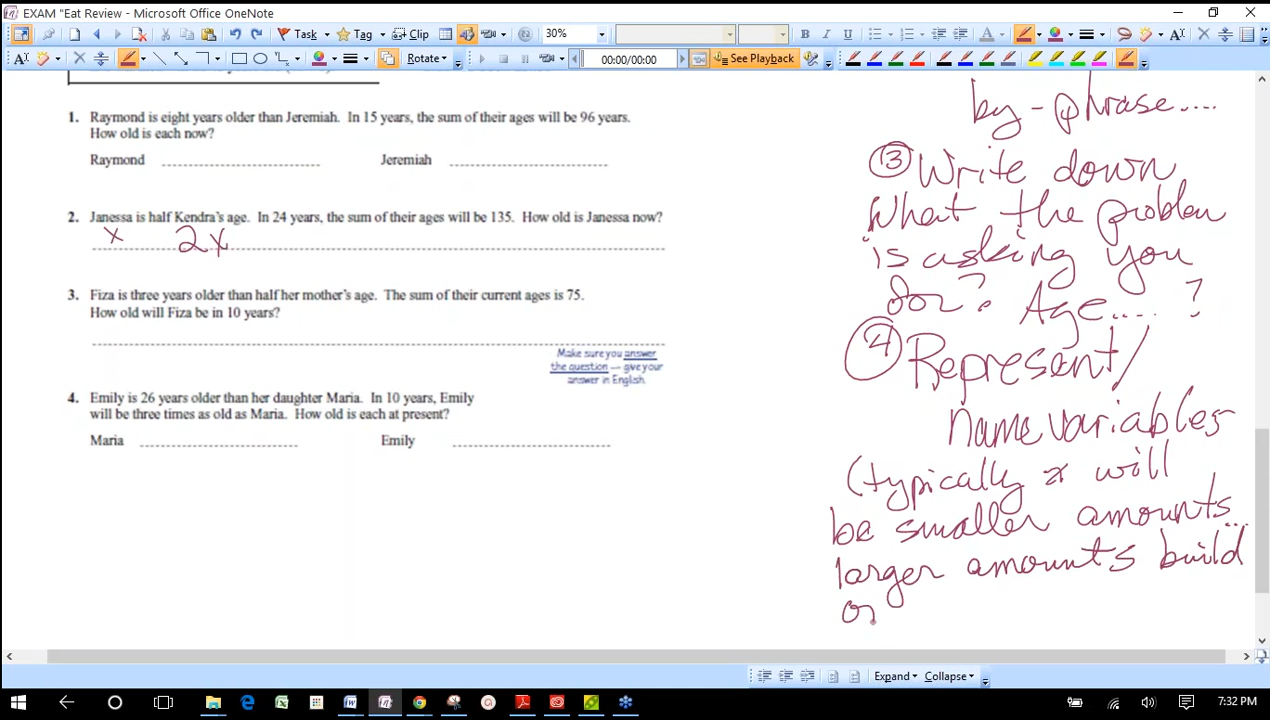 EXAM "Eat Review - Microsoft Office OneNote
Task
Tag
Clip
30%
B I U
Rotate
00:00/00:00
See Playback
1. Raymond is eight years older than Jeremiah. In 15 years, the sum of their ages will be 96 years.
How old is each now?
Raymond
Jeremiah
2. Janessa is half Kendra's age. In 24 years, the sum of their ages will be 135. How old is Janessa now?
x 2x
3. Fiza is three years older than half her mother's age. The sum of their current ages is 75.
How old will Fiza be in 10 years?
Make sure you answer
the question — give your
answer in English.
4. Emily is 26 years older than her daughter Maria. In 10 years, Emily
will be three times as old as Maria. How old is each at present?
Maria
Emily
by-phrase....
③ Write down
What the problem
is asking you
for? Age....?
④ Represent/
name variables
(typically x will
be smaller amounts...
larger amounts build
Expand Collapse
7:32 PM